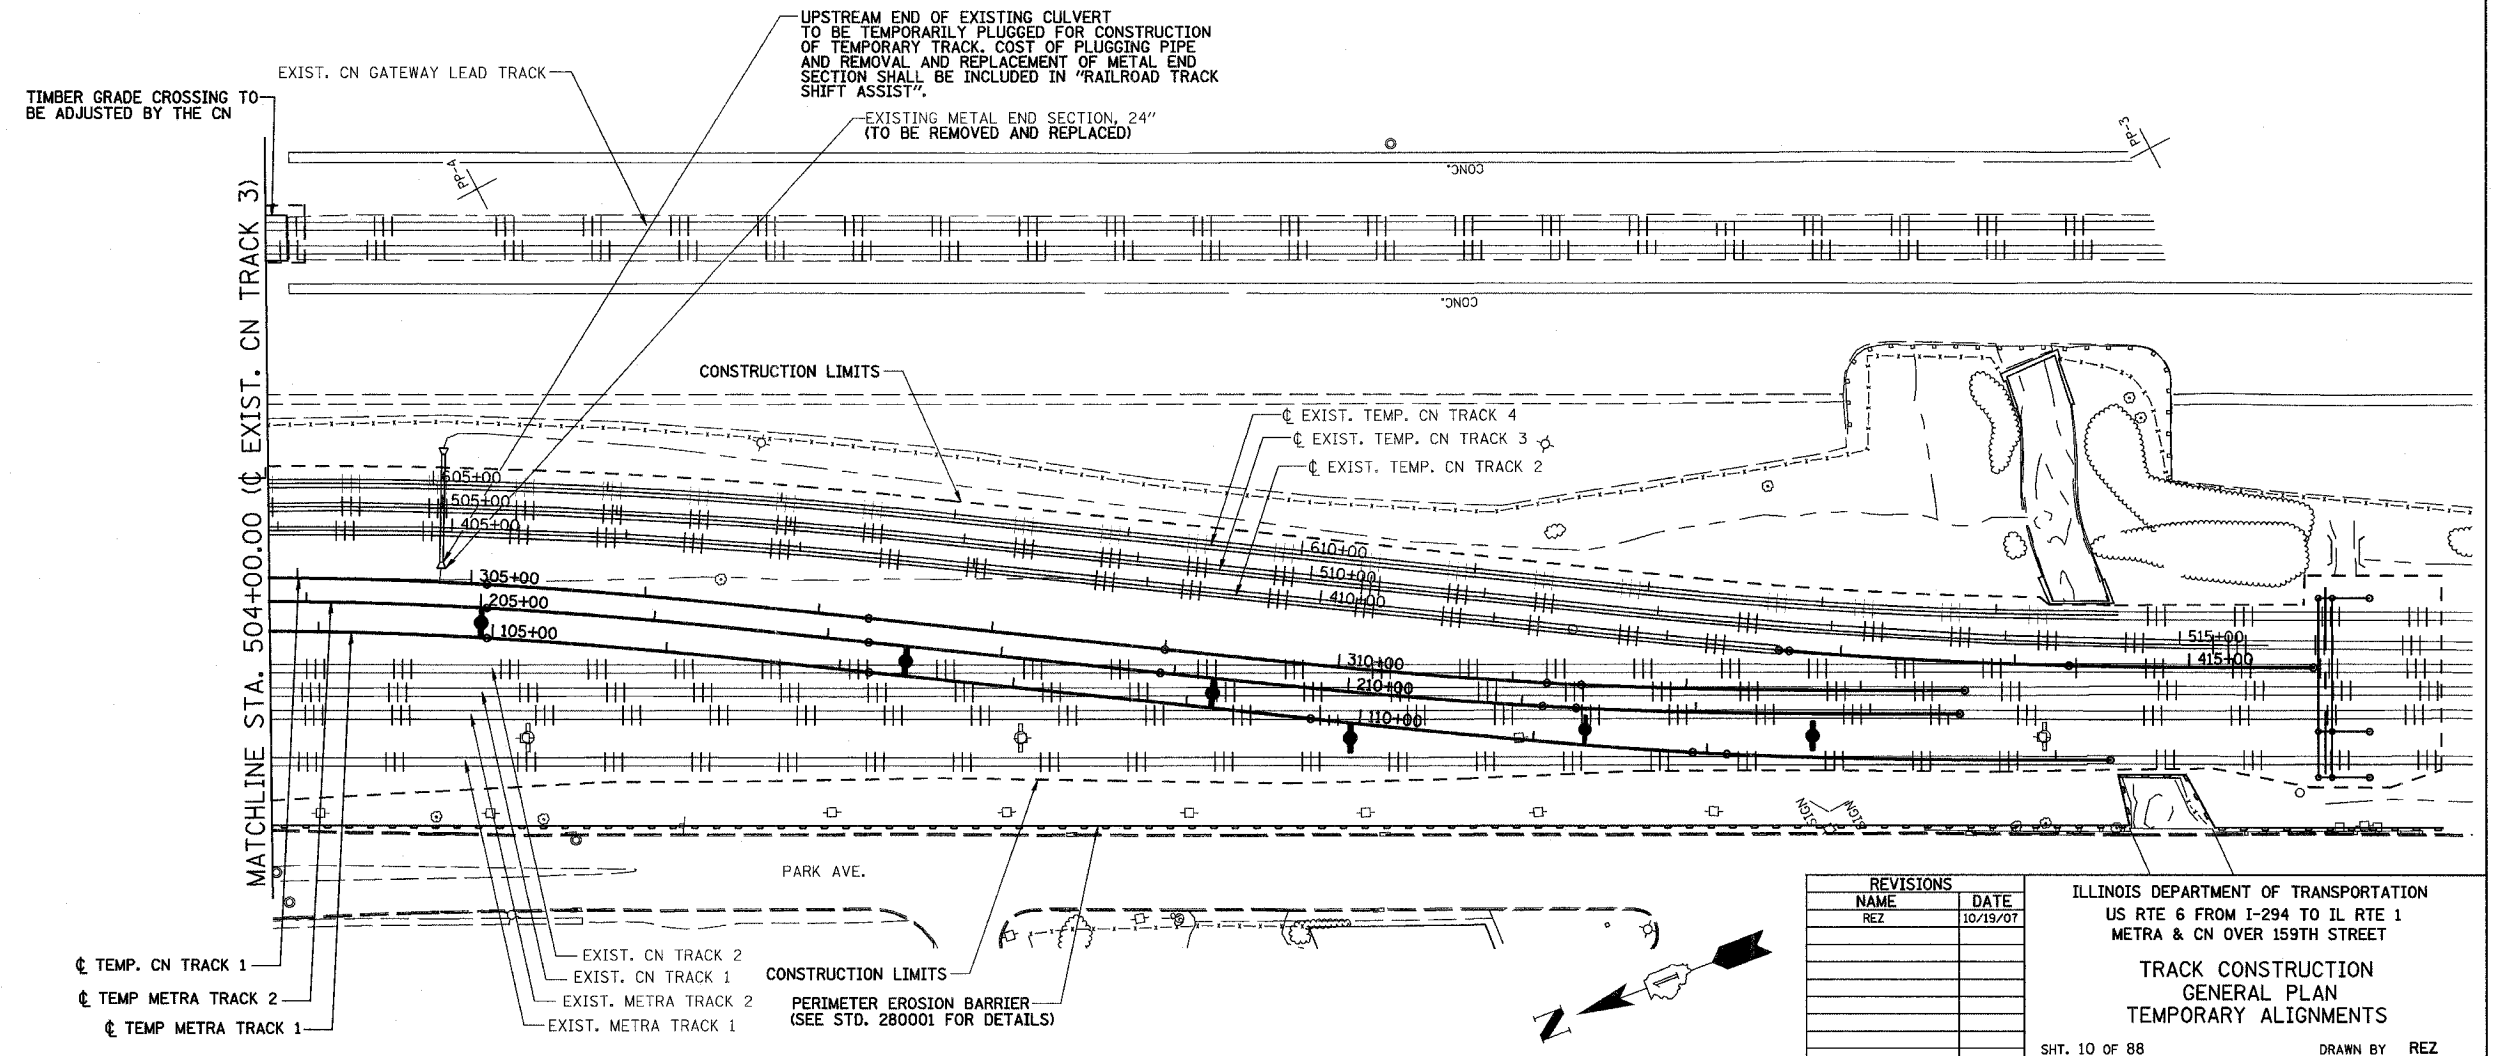 UPSTREAM END OF EXISTING CULVERT
TO BE TEMPORARILY PLUGGED FOR CONSTRUCTION
OF TEMPORARY TRACK. COST OF PLUGGING PIPE
AND REMOVAL AND REPLACEMENT OF METAL END
SECTION SHALL BE INCLUDED IN "RAILROAD TRACK
SHIFT ASSIST".
EXIST. CN GATEWAY LEAD TRACK
TIMBER GRADE CROSSING TO
BE ADJUSTED BY THE CN
EXISTING METAL END SECTION, 24"
(TO BE REMOVED AND REPLACED)
PP-4
PP-3
CONC.
CONC.
MATCHLINE STA. 504+00.00 (℄ EXIST. CN TRACK 3)
CONSTRUCTION LIMITS
℄ EXIST. TEMP. CN TRACK 4
℄ EXIST. TEMP. CN TRACK 3
℄ EXIST. TEMP. CN TRACK 2
605+00
505+00
405+00
305+00
205+00
105+00
610+00
510+00
410+00
310+00
210+00
110+00
515+00
415+00
SIGN
SIGN
PARK AVE.
℄ TEMP. CN TRACK 1
℄ TEMP METRA TRACK 2
℄ TEMP METRA TRACK 1
EXIST. CN TRACK 2
EXIST. CN TRACK 1
EXIST. METRA TRACK 2
EXIST. METRA TRACK 1
CONSTRUCTION LIMITS
PERIMETER EROSION BARRIER
(SEE STD. 280001 FOR DETAILS)
N
REVISIONS
NAME DATE
REZ 10/19/07
ILLINOIS DEPARTMENT OF TRANSPORTATION
US RTE 6 FROM I-294 TO IL RTE 1
METRA & CN OVER 159TH STREET
TRACK CONSTRUCTION
GENERAL PLAN
TEMPORARY ALIGNMENTS
SHT. 10 OF 88 DRAWN BY REZ